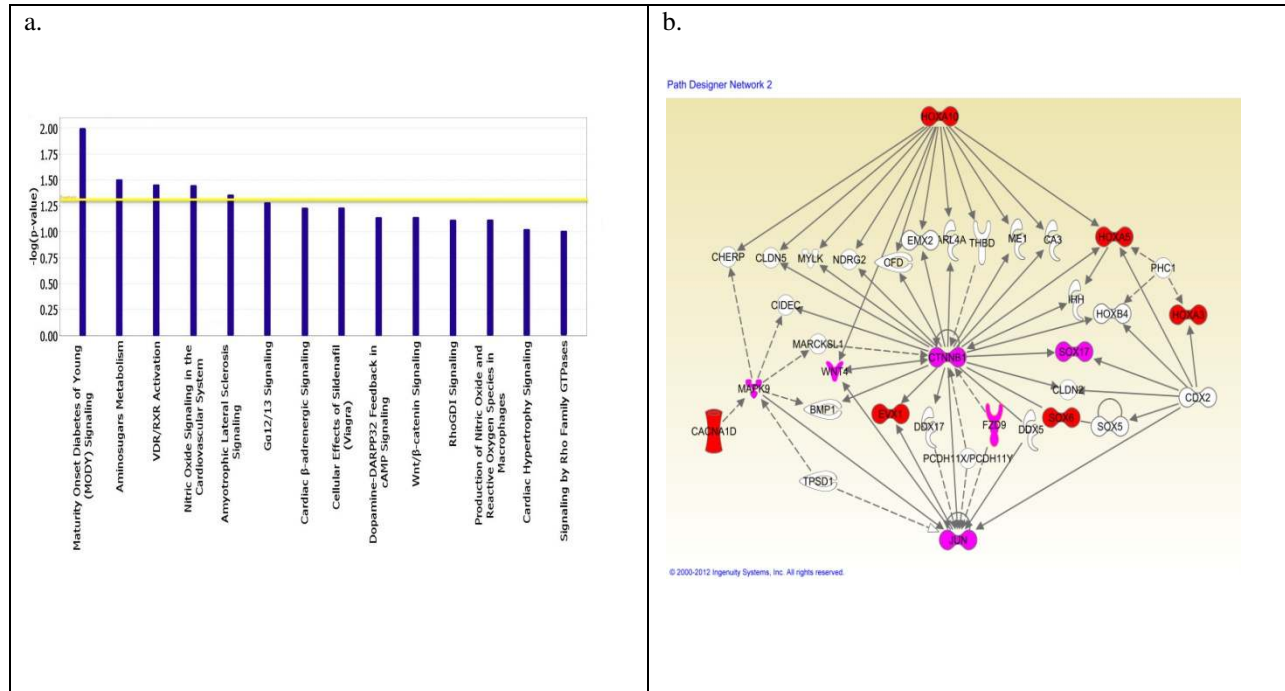 a.
2.00
1.75
1.50
1.25
1.00
0.75
0.50
0.25
0.00
-log(p-value)
Maturity Onset Diabetes of Young
(MODY) Signaling
Aminosugars Metabolism
VDR/RXR Activation
Nitric Oxide Signaling in the
Cardiovascular System
Amyotrophic Lateral Sclerosis
Signaling
Gα12/13 Signaling
Cardiac β-adrenergic Signaling
Cellular Effects of Sildenafil
(Viagra)
Dopamine-DARPP32 Feedback in
cAMP Signaling
Wnt/β-catenin Signaling
RhoGDI Signaling
Production of Nitric Oxide and
Reactive Oxygen Species in
Macrophages
Cardiac Hypertrophy Signaling
Signaling by Rho Family GTPases
b.
Path Designer Network 2
HOXA10
CHERP
CLDN5
MYLK
NDRG2
CFD
EMX2
ARL4A
THBD
ME1
CA3
HOXA5
PHC1
CIDEC
IHH
HOXB4
HOXA3
MARCKSL1
WNT4
CTNNB1
SOX17
MAPK9
CLDN2
CDX2
BMP1
CACNA1D
EVX1
DDX17
FZD9
DDX5
SOX5
PCDH11X/PCDH11Y
TPSD1
JUN
© 2000-2012 Ingenuity Systems, Inc. All rights reserved.